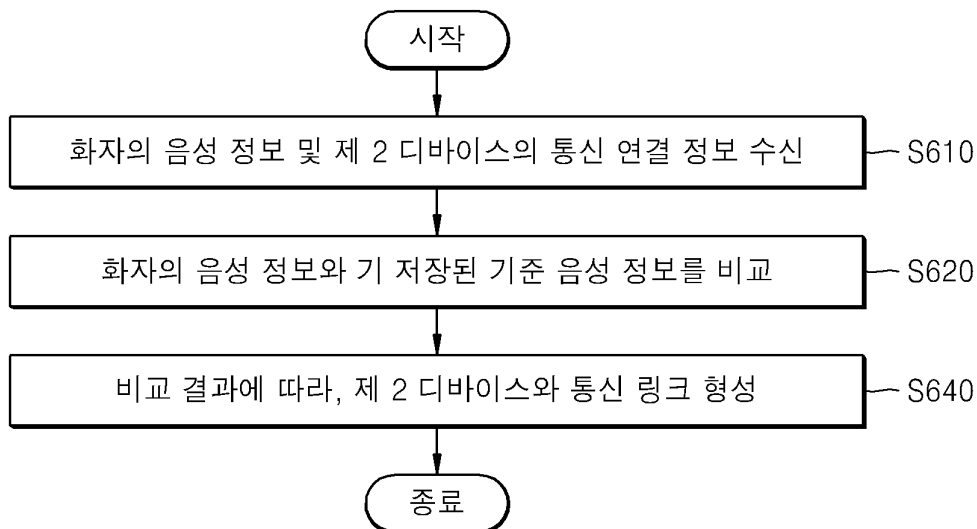 시작
화자의 음성 정보 및 제 2 디바이스의 통신 연결 정보 수신
S610
화자의 음성 정보와 기 저장된 기준 음성 정보를 비교
S620
비교 결과에 따라, 제 2 디바이스와 통신 링크 형성
S640
종료